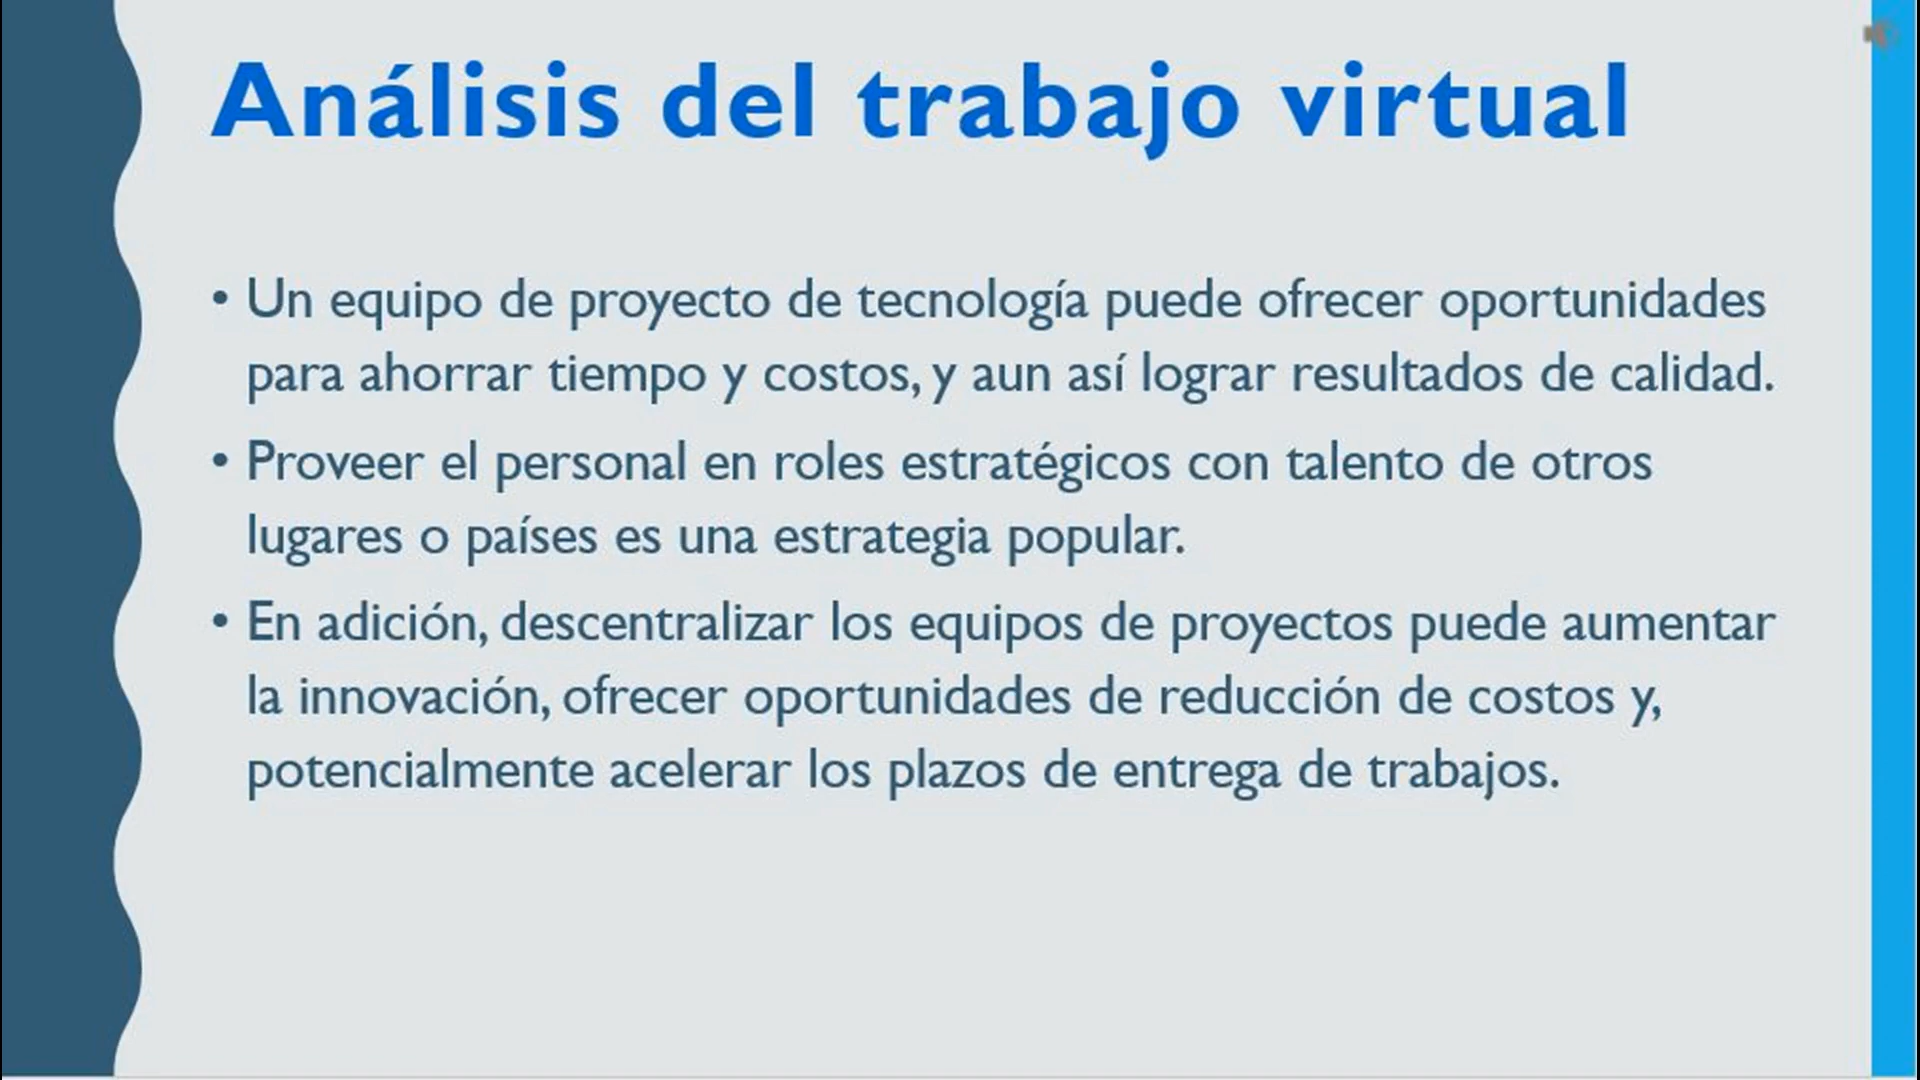 Análisis del trabajo virtual
• Un equipo de proyecto de tecnología puede ofrecer oportunidades
para ahorrar tiempo y costos, y aun así lograr resultados de calidad.
• Proveer el personal en roles estratégicos con talento de otros
lugares o países es una estrategia popular.
• En adición, descentralizar los equipos de proyectos puede aumentar
la innovación, ofrecer oportunidades de reducción de costos y,
potencialmente acelerar los plazos de entrega de trabajos.